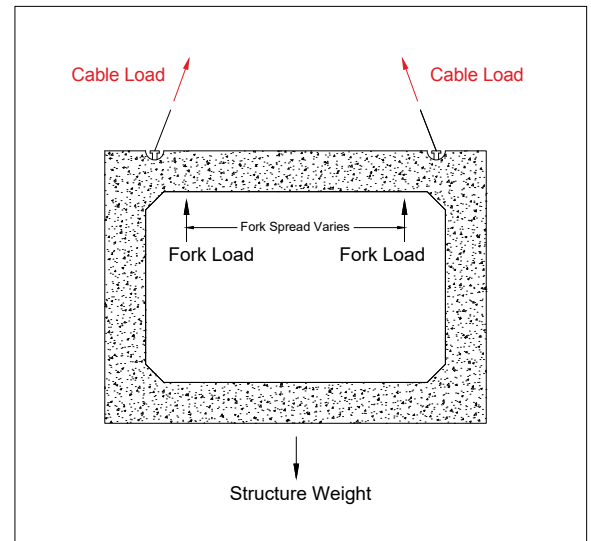 Cable Load
Cable Load
Fork Spread Varies
Fork Load
Fork Load
Structure Weight